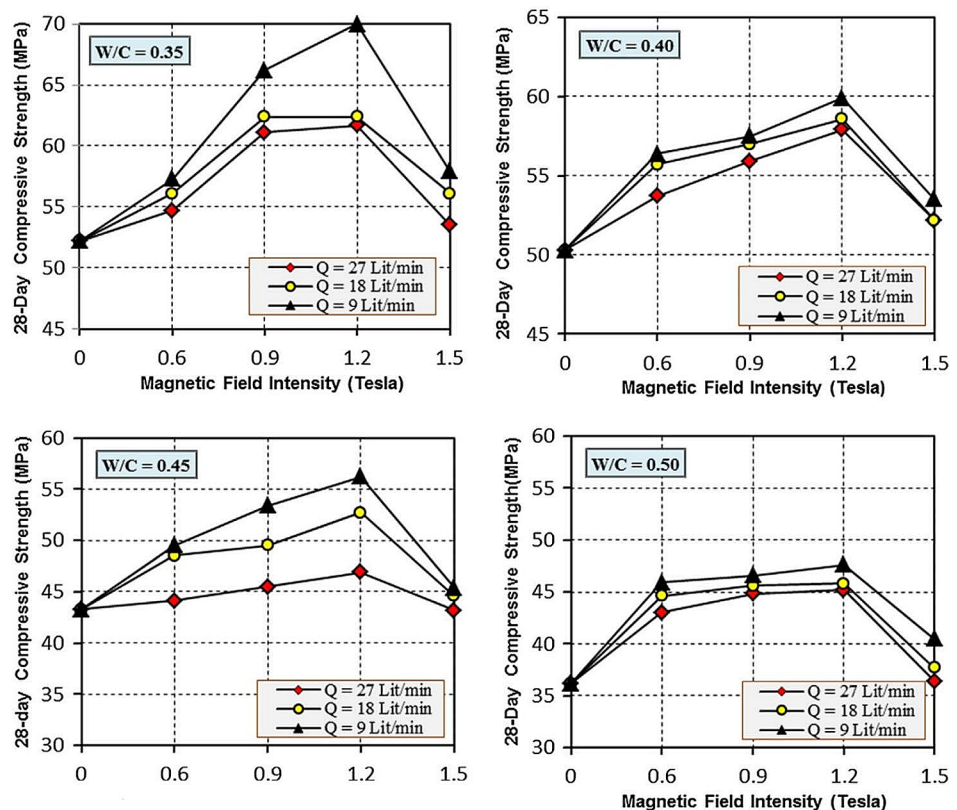 28-Day Compressive Strength (MPa)
70
65
60
55
50
45
W/C = 0.35
Q = 27 Lit/min
Q = 18 Lit/min
Q = 9 Lit/min
0 0.6 0.9 1.2 1.5
Magnetic Field Intensity (Tesla)
28-Day Compressive Strength (MPa)
65
60
55
50
45
W/C = 0.40
Q = 27 Lit/min
Q = 18 Lit/min
Q = 9 Lit/min
0 0.6 0.9 1.2 1.5
Magnetic Field Intensity (Tesla)
28-day Compressive Strength (MPa)
60
55
50
45
40
35
30
W/C = 0.45
Q = 27 Lit/min
Q = 18 Lit/min
Q = 9 Lit/min
0 0.6 0.9 1.2 1.5
28-Day Compressive Strength(MPa)
60
55
50
45
40
35
30
W/C = 0.50
Q = 27 Lit/min
Q = 18 Lit/min
Q = 9 Lit/min
0 0.6 0.9 1.2 1.5
Magnetic Field Intensity (Tesla)